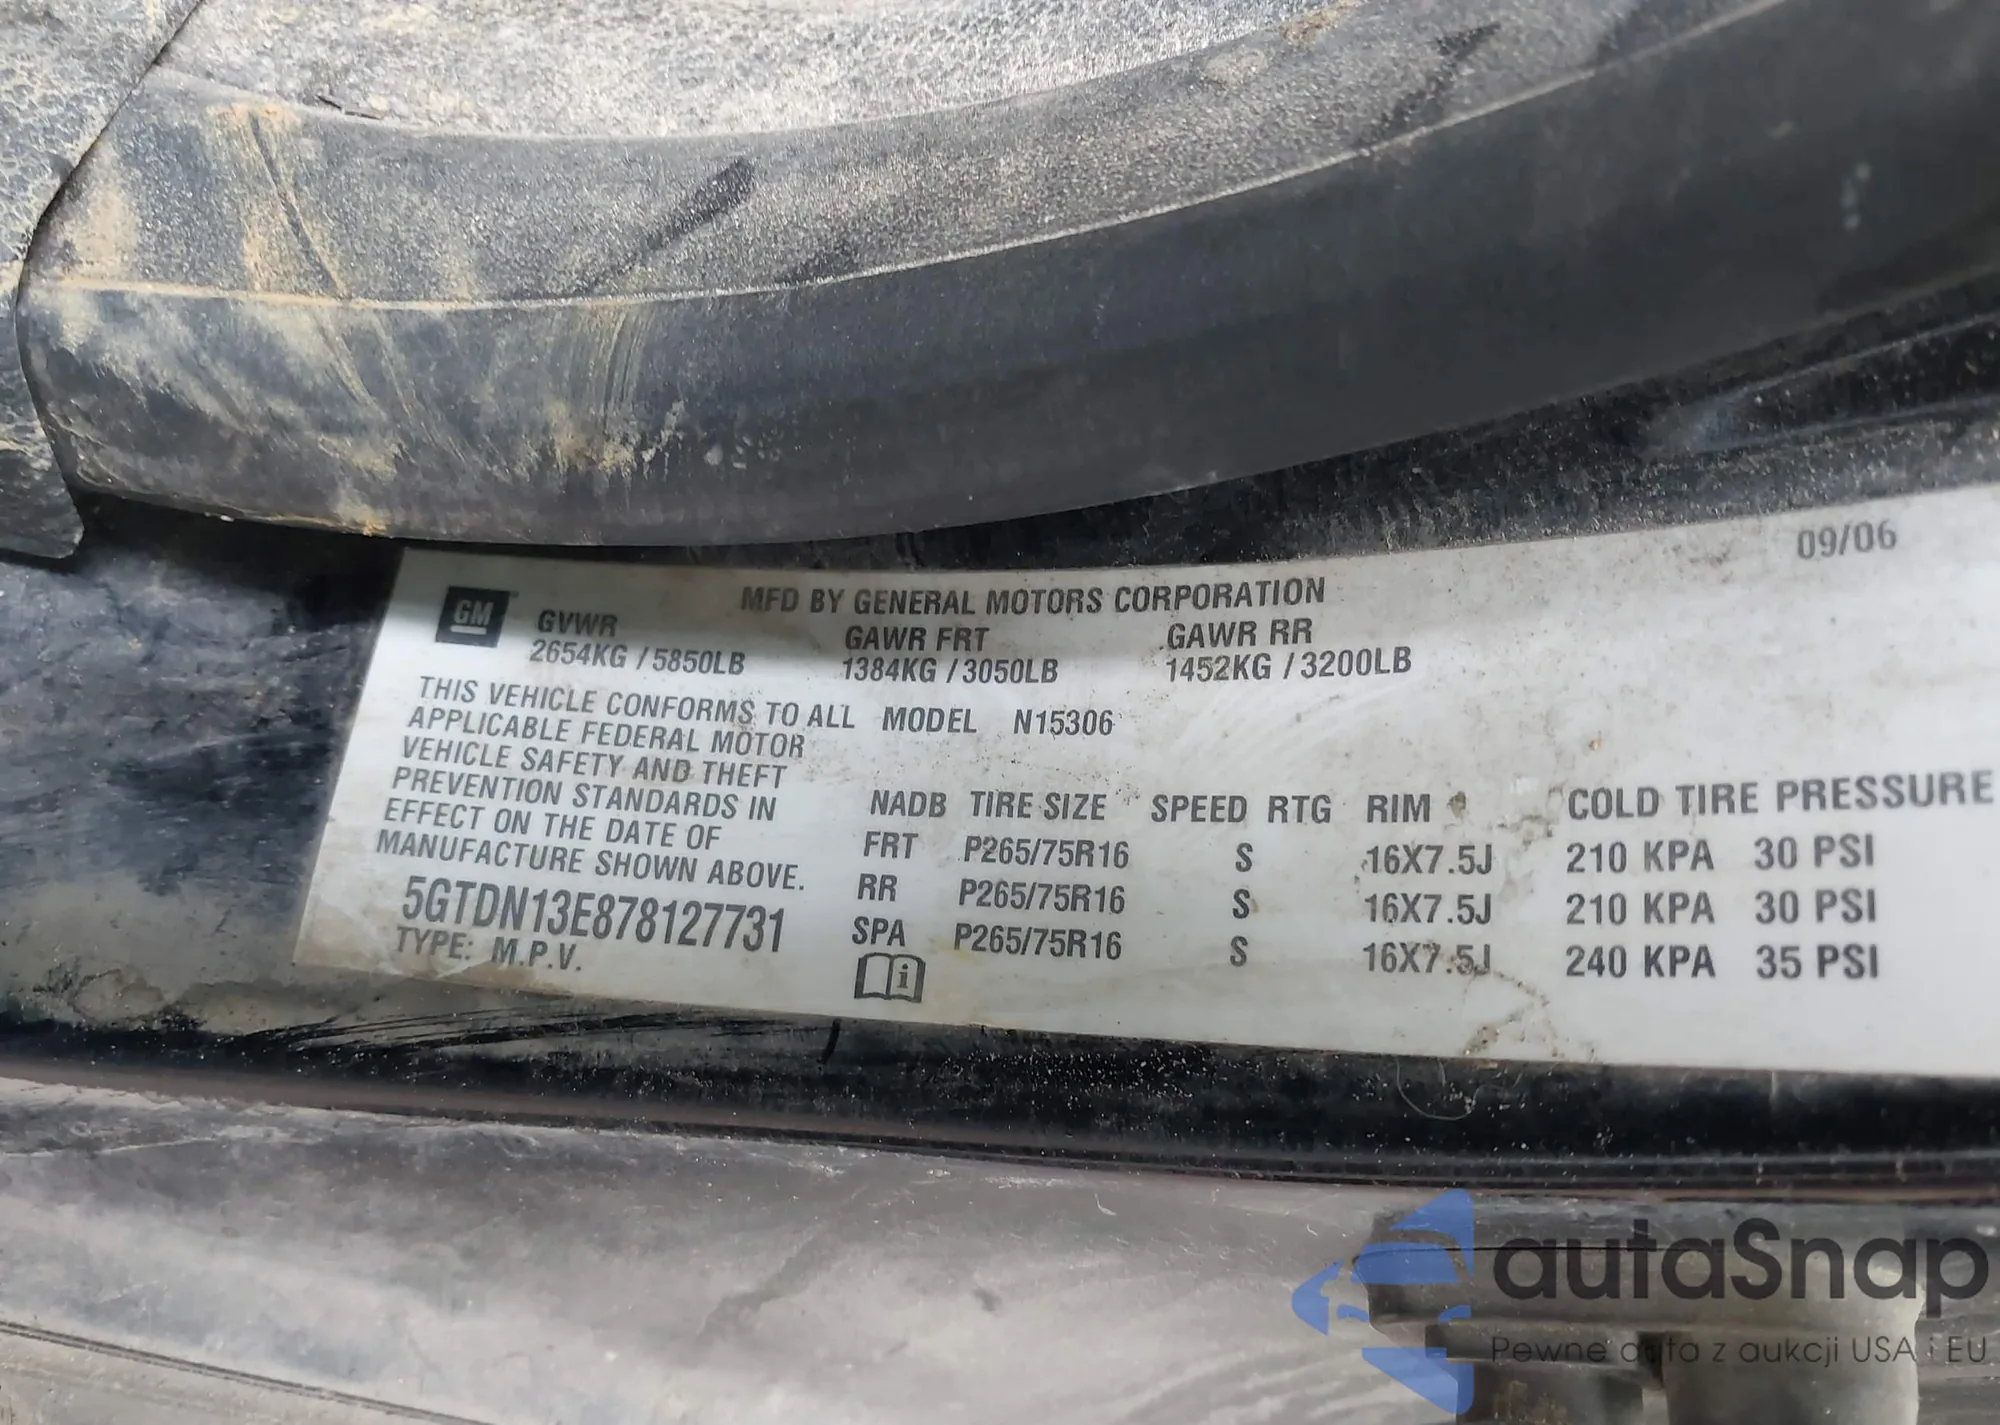 09/06
MFD BY GENERAL MOTORS CORPORATION
GM GVWR GAWR FRT GAWR RR
2654KG / 5850LB 1384KG / 3050LB 1452KG / 3200LB
THIS VEHICLE CONFORMS TO ALL MODEL N15306
APPLICABLE FEDERAL MOTOR
VEHICLE SAFETY AND THEFT
PREVENTION STANDARDS IN
EFFECT ON THE DATE OF
MANUFACTURE SHOWN ABOVE.
5GTDN13E878127731
TYPE: M.P.V.
NADB TIRE SIZE SPEED RTG RIM COLD TIRE PRESSURE
FRT P265/75R16 S 16X7.5J 210 KPA 30 PSI
RR P265/75R16 S 16X7.5J 210 KPA 30 PSI
SPA P265/75R16 S 16X7.5J 240 KPA 35 PSI
i
autaSnap
Pewne auta z aukcji USA i EU